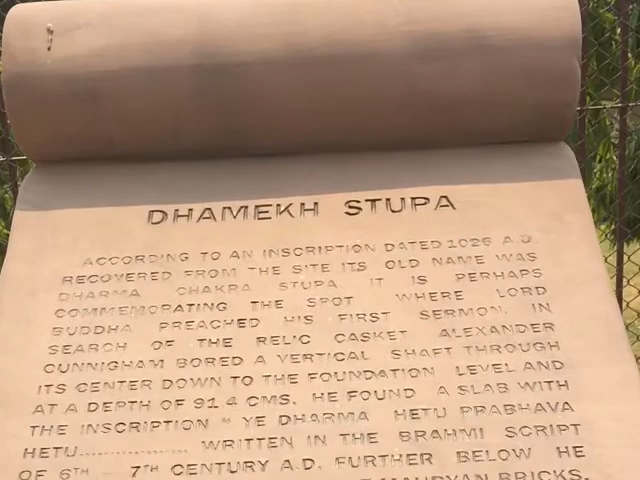 DHAMEKH STUPA
ACCORDING TO AN INSCRIPTION DATED 1026 A.D.
RECOVERED FROM THE SITE ITS OLD NAME WAS
DHARMA CHAKRA STUPA IT IS PERHAPS
COMMEMORATING THE SPOT WHERE LORD
BUDDHA PREACHED HIS FIRST SERMON. IN
SEARCH OF THE RELIC CASKET ALEXANDER
CUNNIGHAM BORED A VERTICAL SHAFT THROUGH
ITS CENTER DOWN TO THE FOUNDATION LEVEL AND
AT A DEPTH OF 91.4 CMS. HE FOUND A SLAB WITH
THE INSCRIPTION " YE DHARMA HETU PRABHAVA
HETU.................. WRITTEN IN THE BRAHMI SCRIPT
OF 6TH - 7TH CENTURY A.D. FURTHER BELOW HE
MAURYAN BRICKS.